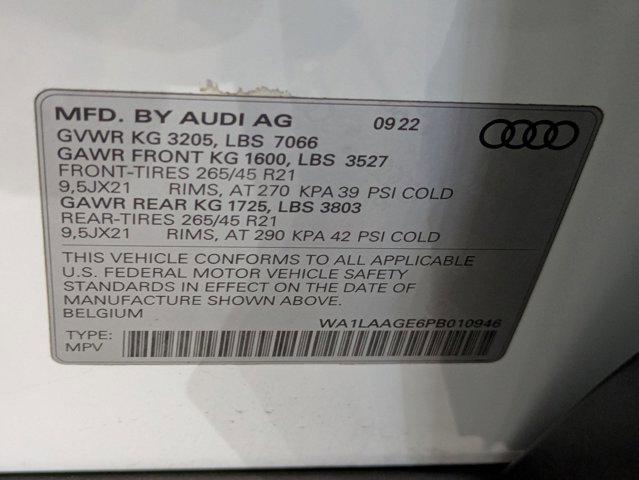 MFD. BY AUDI AG 09 22
GVWR KG 3205, LBS 7066
GAWR FRONT KG 1600, LBS 3527
FRONT-TIRES 265/45 R21
9,5JX21 RIMS, AT 270 KPA 39 PSI COLD
GAWR REAR KG 1725, LBS 3803
REAR-TIRES 265/45 R21
9,5JX21 RIMS, AT 290 KPA 42 PSI COLD
THIS VEHICLE CONFORMS TO ALL APPLICABLE
U.S. FEDERAL MOTOR VEHICLE SAFETY
STANDARDS IN EFFECT ON THE DATE OF
MANUFACTURE SHOWN ABOVE.
BELGIUM WA1LAAGE6PB010946
TYPE:
MPV